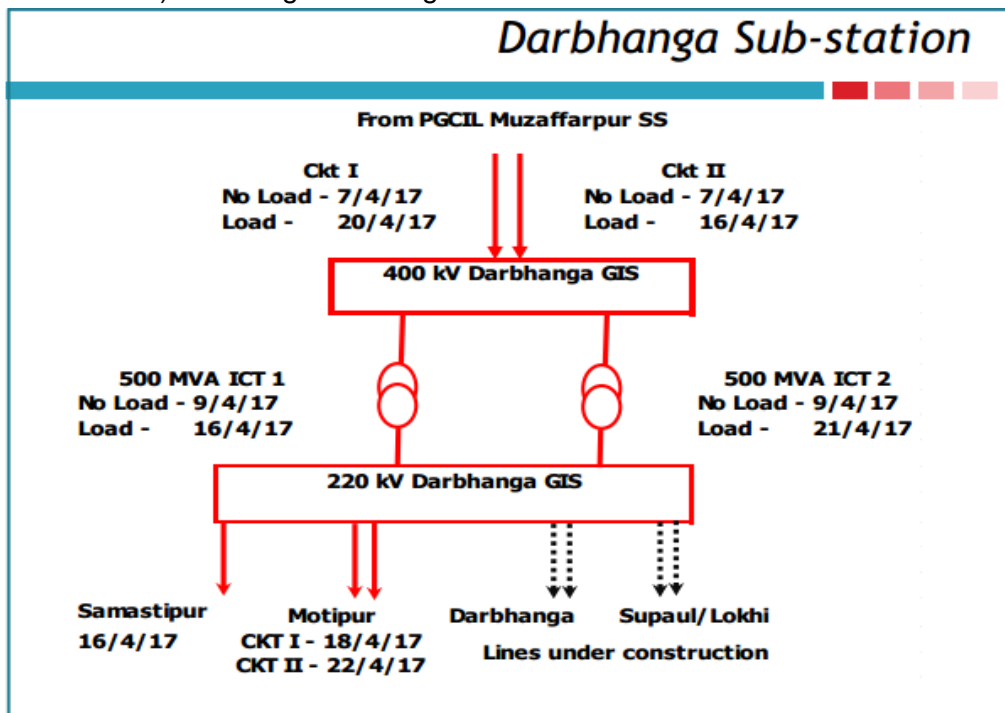 Darbhanga Sub-station
From PGCIL Muzaffarpur SS
Ckt I
No Load - 7/4/17
Load - 20/4/17
Ckt II
No Load - 7/4/17
Load - 16/4/17
400 kV Darbhanga GIS
500 MVA ICT 1
No Load - 9/4/17
Load - 16/4/17
500 MVA ICT 2
No Load - 9/4/17
Load - 21/4/17
220 kV Darbhanga GIS
Samastipur
16/4/17
Motipur
CKT I - 18/4/17
CKT II - 22/4/17
Darbhanga
Supaul/Lokhi
Lines under construction